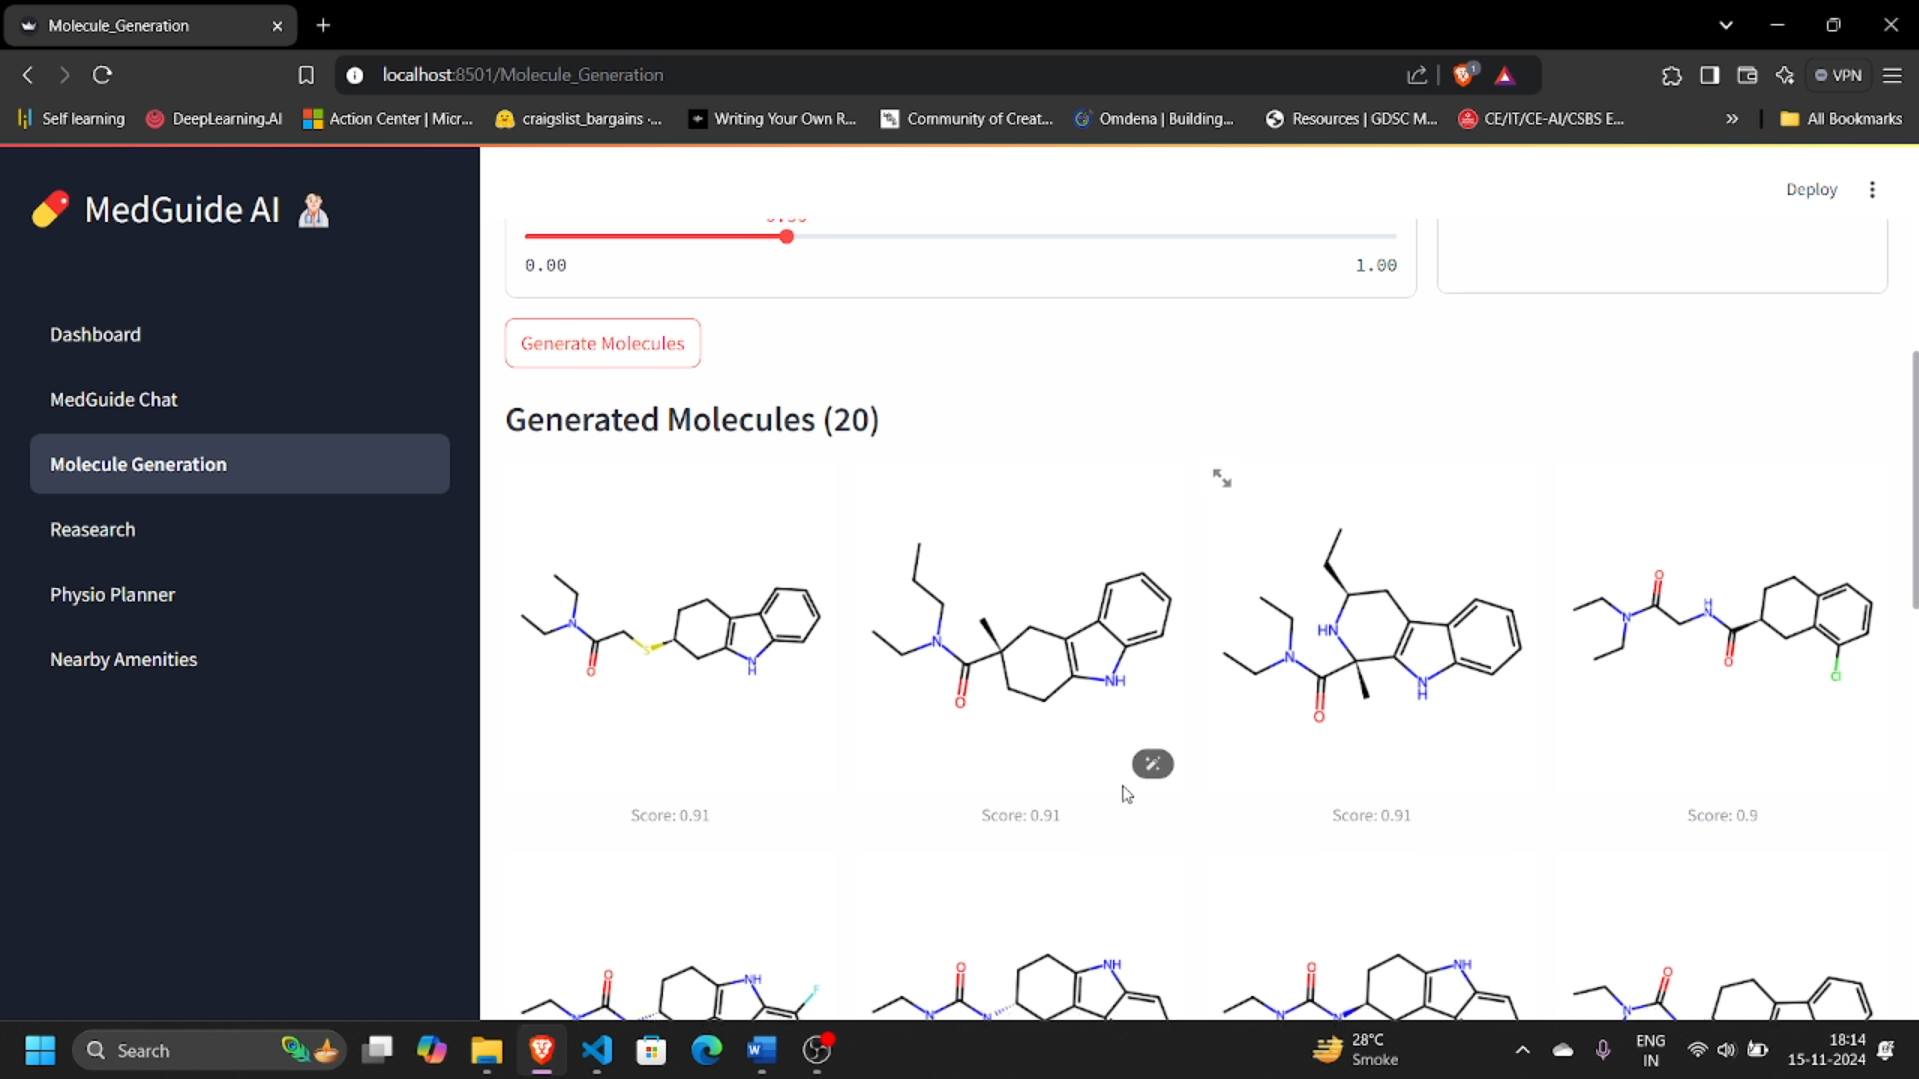 Molecule_Generation
localhost:8501/Molecule_Generation
1
VPN
Self learning
DeepLearning.AI
Action Center | Micr...
craigslist_bargains ·...
Writing Your Own R...
Community of Creat...
Omdena | Building...
Resources | GDSC M...
CE/IT/CE-AI/CSBS E...
»
All Bookmarks
MedGuide AI
Deploy
Dashboard
MedGuide Chat
Molecule Generation
Reasearch
Physio Planner
Nearby Amenities
0.00
1.00
Generate Molecules
Generated Molecules (20)
N
O
S
N
H
N
O
NH
HN
N
O
N
H
O
N
H
N
O
Cl
Score: 0.91
Score: 0.91
Score: 0.91
Score: 0.9
O
NH
F
O
NH
O
NH
O
Search
28°C
Smoke
ENG
IN
18:14
15-11-2024